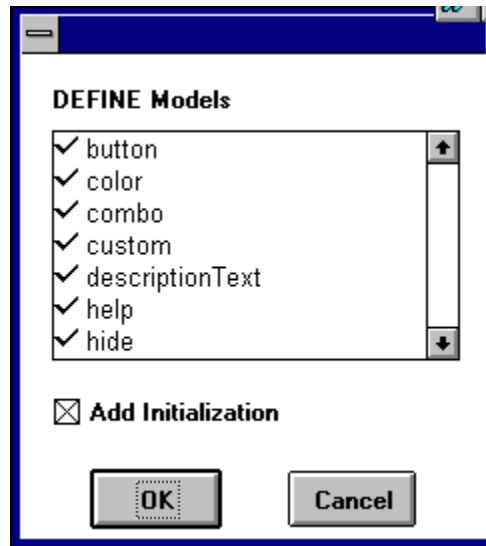 DEFINE Models
button
color
combo
custom
descriptionText
help
hide
Add Initialization
OK
Cancel